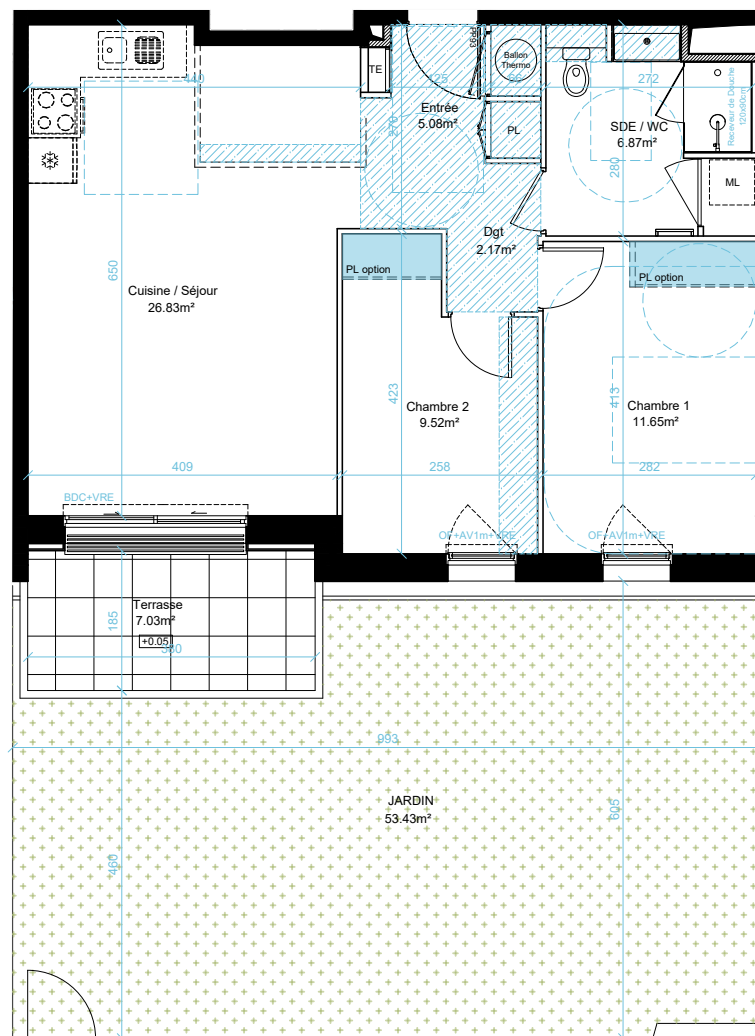 TE
PP93
Ballon
Thermo
440
125
66
272
Entrée
5.08m²
270
PL
SDE / WC
6.87m²
Receveur de Douche
120x90cm
280
ML
Dgt
2.17m²
PL option
PL option
650
Cuisine / Séjour
26.83m²
423
413
Chambre 2
9.52m²
Chambre 1
11.65m²
409
258
282
BDC+VRE
OF+AV1m+VRE
OF+AV1m+VRE
Terrasse
7.03m²
185
+0.05
380
993
JARDIN
53.43m²
605
460